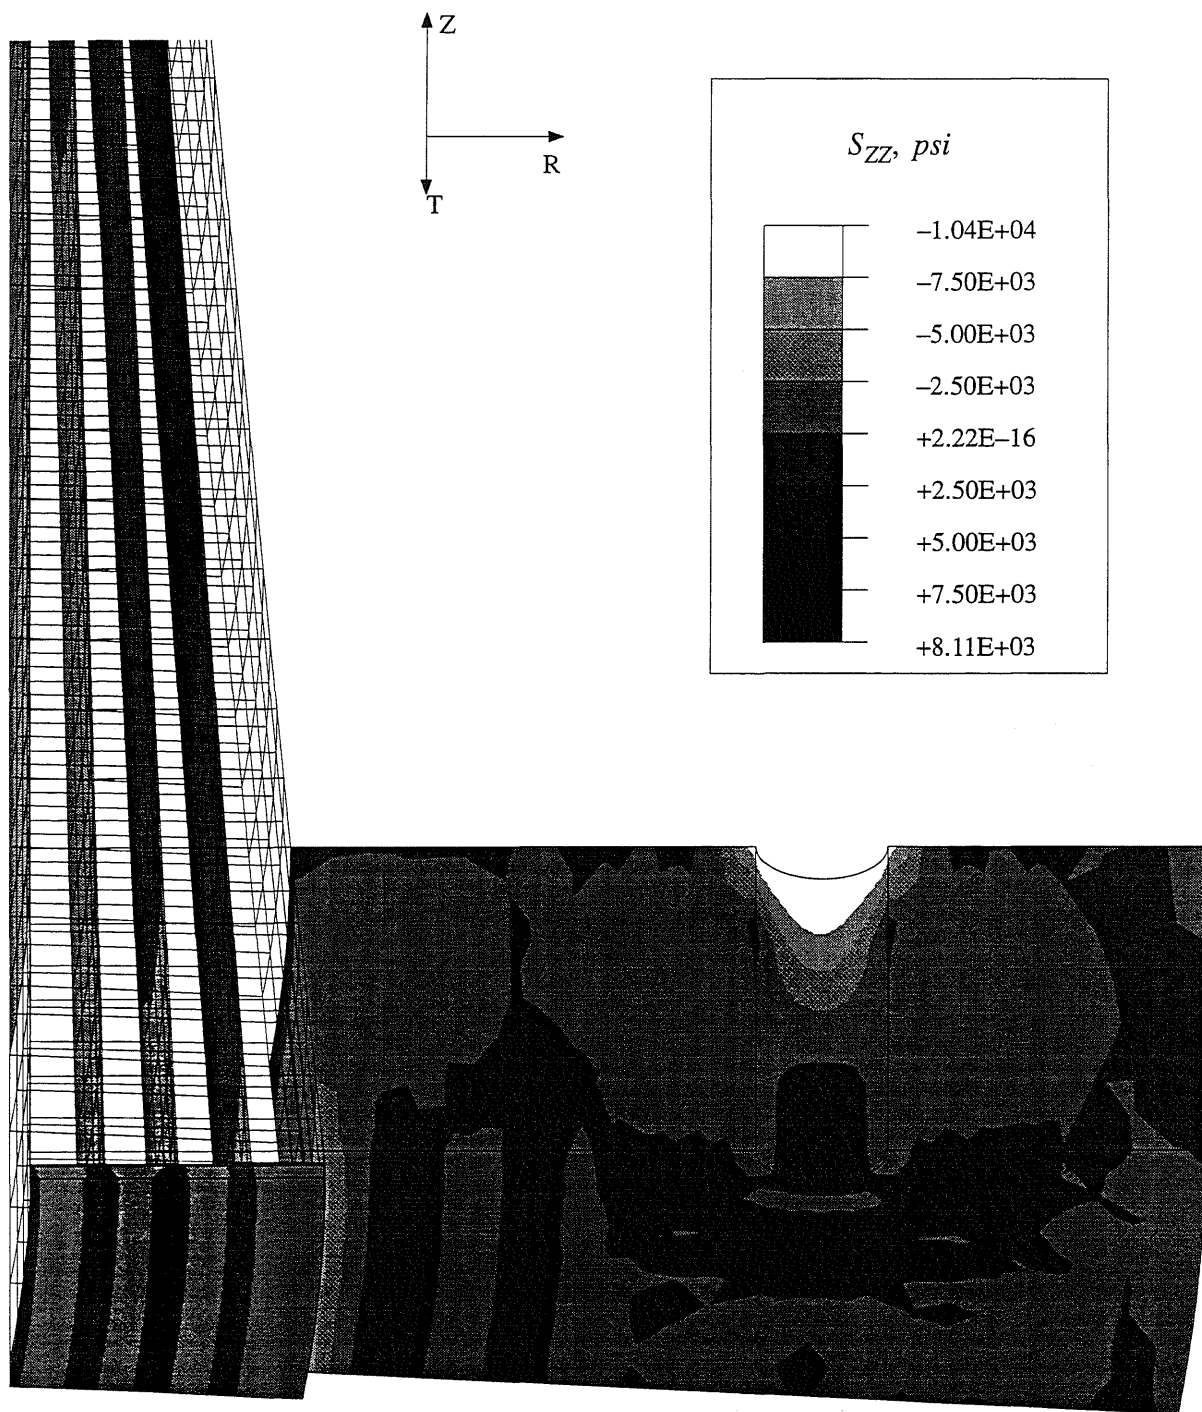 Z
R
T
S_ZZ, psi
–1.04E+04
–7.50E+03
–5.00E+03
–2.50E+03
+2.22E–16
+2.50E+03
+5.00E+03
+7.50E+03
+8.11E+03